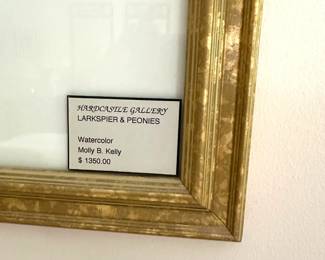 HARDCASTLE GALLERY
LARKSPIER & PEONIES
Watercolor
Molly B. Kelly
$ 1350.00